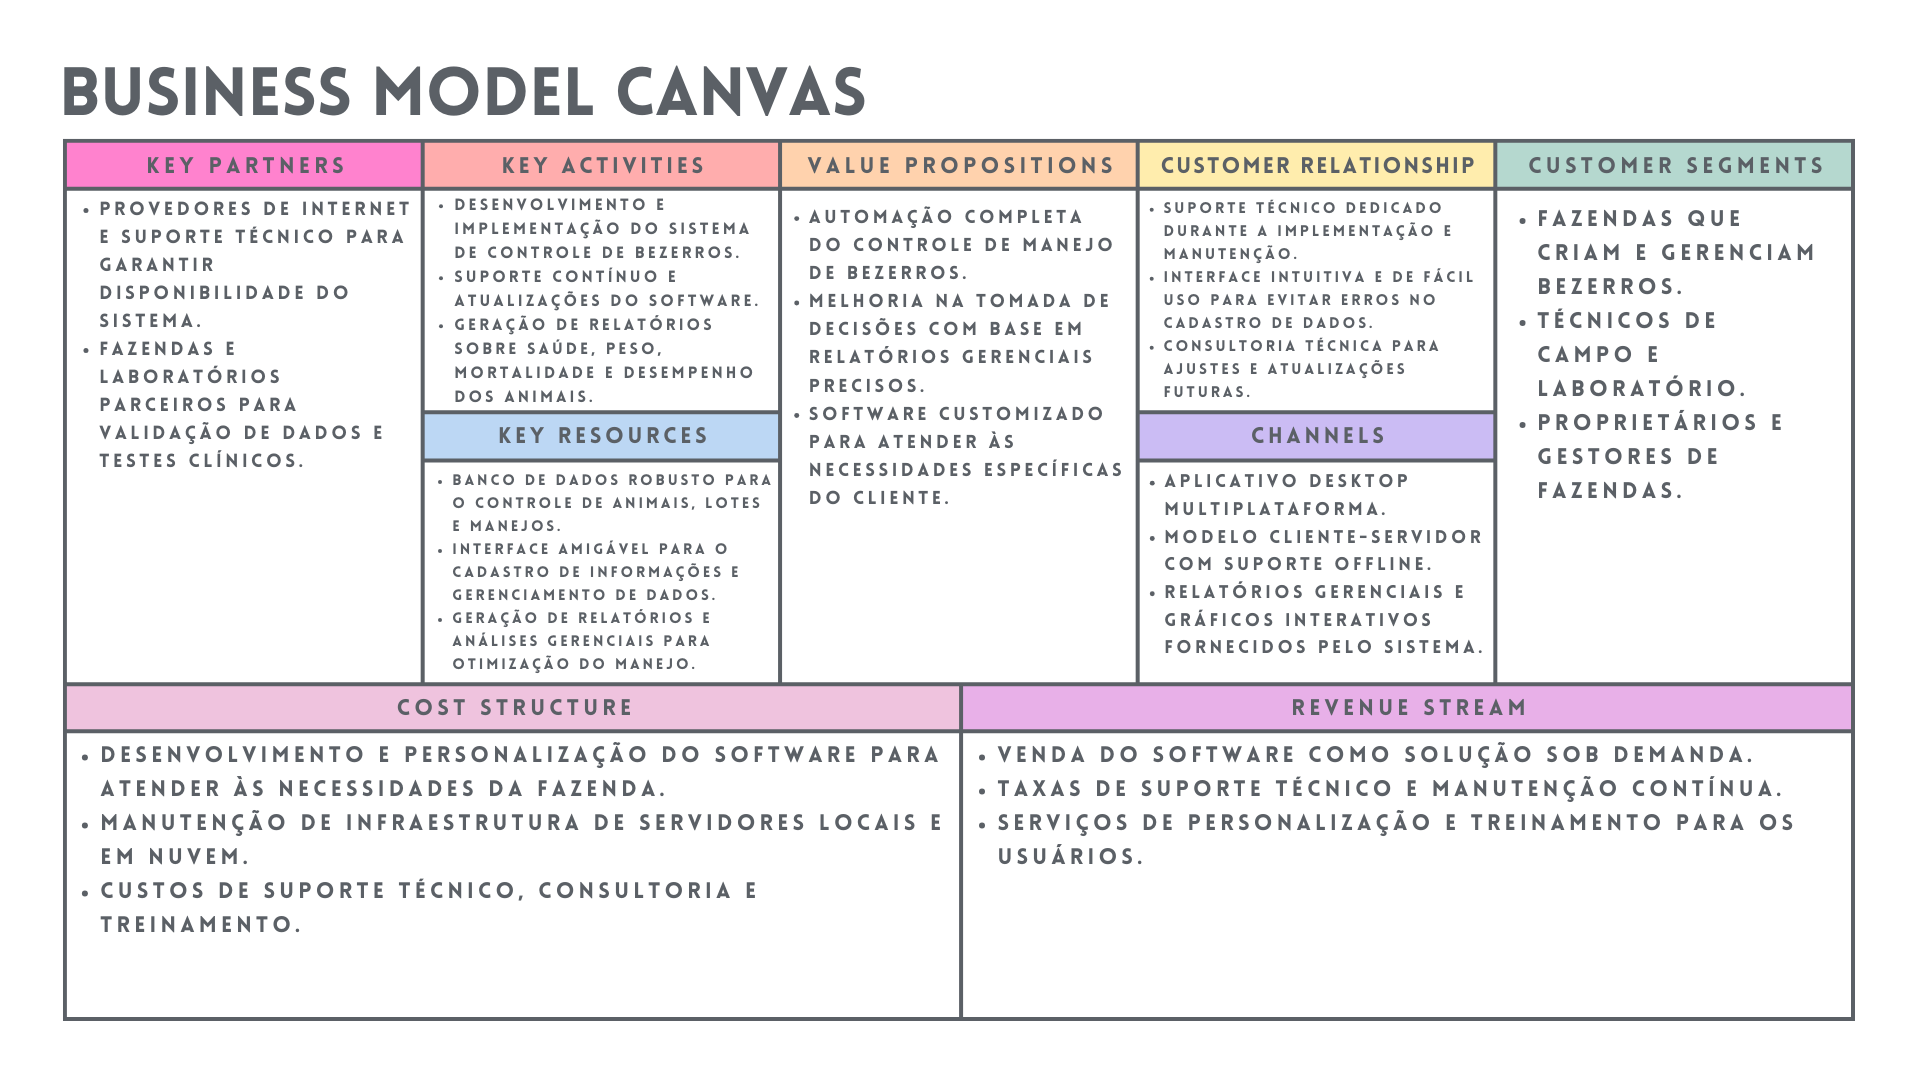 BUSINESS MODEL CANVAS
KEY PARTNERS
• PROVEDORES DE INTERNET
E SUPORTE TÉCNICO PARA
GARANTIR
DISPONIBILIDADE DO
SISTEMA.
• FAZENDAS E
LABORATÓRIOS
PARCEIROS PARA
VALIDAÇÃO DE DADOS E
TESTES CLÍNICOS.
KEY ACTIVITIES
• DESENVOLVIMENTO E
IMPLEMENTAÇÃO DO SISTEMA
DE CONTROLE DE BEZERROS.
• SUPORTE CONTÍNUO E
ATUALIZAÇÕES DO SOFTWARE.
• GERAÇÃO DE RELATÓRIOS
SOBRE SAÚDE, PESO,
MORTALIDADE E DESEMPENHO
DOS ANIMAIS.
KEY RESOURCES
• BANCO DE DADOS ROBUSTO PARA
O CONTROLE DE ANIMAIS, LOTES
E MANEJOS.
• INTERFACE AMIGÁVEL PARA O
CADASTRO DE INFORMAÇÕES E
GERENCIAMENTO DE DADOS.
• GERAÇÃO DE RELATÓRIOS E
ANÁLISES GERENCIAIS PARA
OTIMIZAÇÃO DO MANEJO.
VALUE PROPOSITIONS
• AUTOMAÇÃO COMPLETA
DO CONTROLE DE MANEJO
DE BEZERROS.
• MELHORIA NA TOMADA DE
DECISÕES COM BASE EM
RELATÓRIOS GERENCIAIS
PRECISOS.
• SOFTWARE CUSTOMIZADO
PARA ATENDER ÀS
NECESSIDADES ESPECÍFICAS
DO CLIENTE.
CUSTOMER RELATIONSHIP
• SUPORTE TÉCNICO DEDICADO
DURANTE A IMPLEMENTAÇÃO E
MANUTENÇÃO.
• INTERFACE INTUITIVA E DE FÁCIL
USO PARA EVITAR ERROS NO
CADASTRO DE DADOS.
• CONSULTORIA TÉCNICA PARA
AJUSTES E ATUALIZAÇÕES
FUTURAS.
CHANNELS
• APLICATIVO DESKTOP
MULTIPLATAFORMA.
• MODELO CLIENTE-SERVIDOR
COM SUPORTE OFFLINE.
• RELATÓRIOS GERENCIAIS E
GRÁFICOS INTERATIVOS
FORNECIDOS PELO SISTEMA.
CUSTOMER SEGMENTS
• FAZENDAS QUE
CRIAM E GERENCIAM
BEZERROS.
• TÉCNICOS DE
CAMPO E
LABORATÓRIO.
• PROPRIETÁRIOS E
GESTORES DE
FAZENDAS.
COST STRUCTURE
• DESENVOLVIMENTO E PERSONALIZAÇÃO DO SOFTWARE PARA
ATENDER ÀS NECESSIDADES DA FAZENDA.
• MANUTENÇÃO DE INFRAESTRUTURA DE SERVIDORES LOCAIS E
EM NUVEM.
• CUSTOS DE SUPORTE TÉCNICO, CONSULTORIA E
TREINAMENTO.
REVENUE STREAM
• VENDA DO SOFTWARE COMO SOLUÇÃO SOB DEMANDA.
• TAXAS DE SUPORTE TÉCNICO E MANUTENÇÃO CONTÍNUA.
• SERVIÇOS DE PERSONALIZAÇÃO E TREINAMENTO PARA OS
USUÁRIOS.